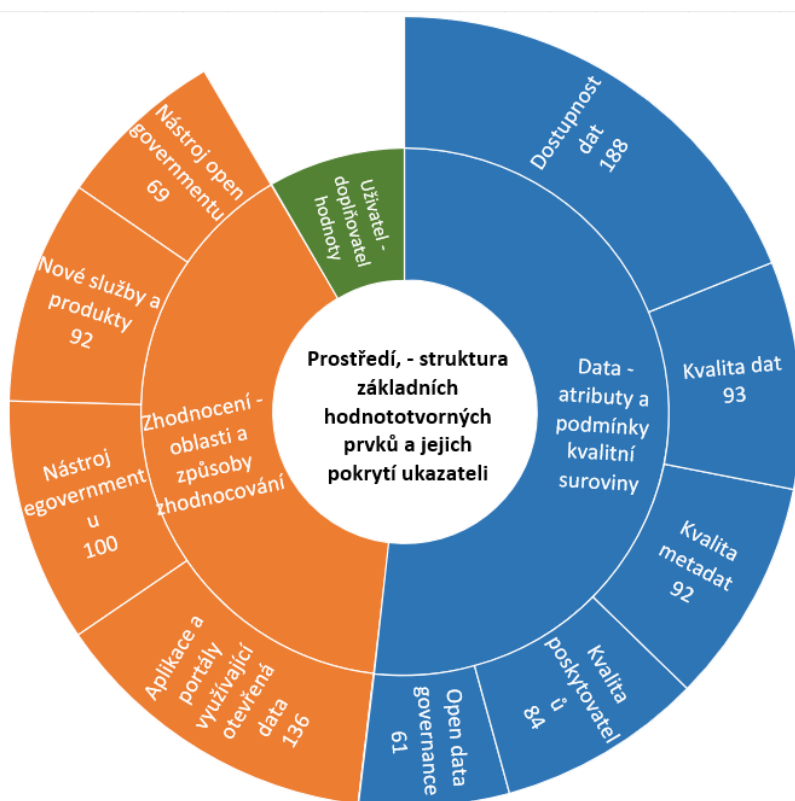 Dostupnost
dat
188
Kvalita dat
93
Kvalita
metadat
92
Kvalita
poskytovatel
ů
84
Open data
governance
61
Aplikace a
portály
využívající
otevřená
data
136
Nástroj
egovernment
u
100
Nové služby a
produkty
92
Nástroj open
governmentu
69
Uživatel -
doplňovatel
hodnoty
Data -
atributy a
podmínky
kvalitní
suroviny
Zhodnocení -
oblasti a
způsoby
zhodnocování
Prostředí, - struktura
základních
hodnototvorných
prvků a jejich
pokrytí ukazateli